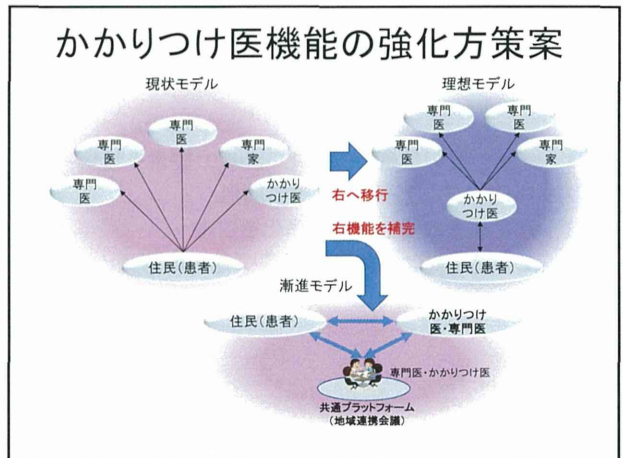 かかりつけ医機能の強化方策案
現状モデル
専門
医
専門
医
専門
医
専門
家
かかり
つけ医
住民(患者)
右へ移行
右機能を補完
理想モデル
専門
医
専門
医
専門
医
専門
家
かかり
つけ医
住民(患者)
漸進モデル
住民(患者)
かかりつけ
医・専門医
専門医・かかりつけ医
共通プラットフォーム
(地域連携会議)